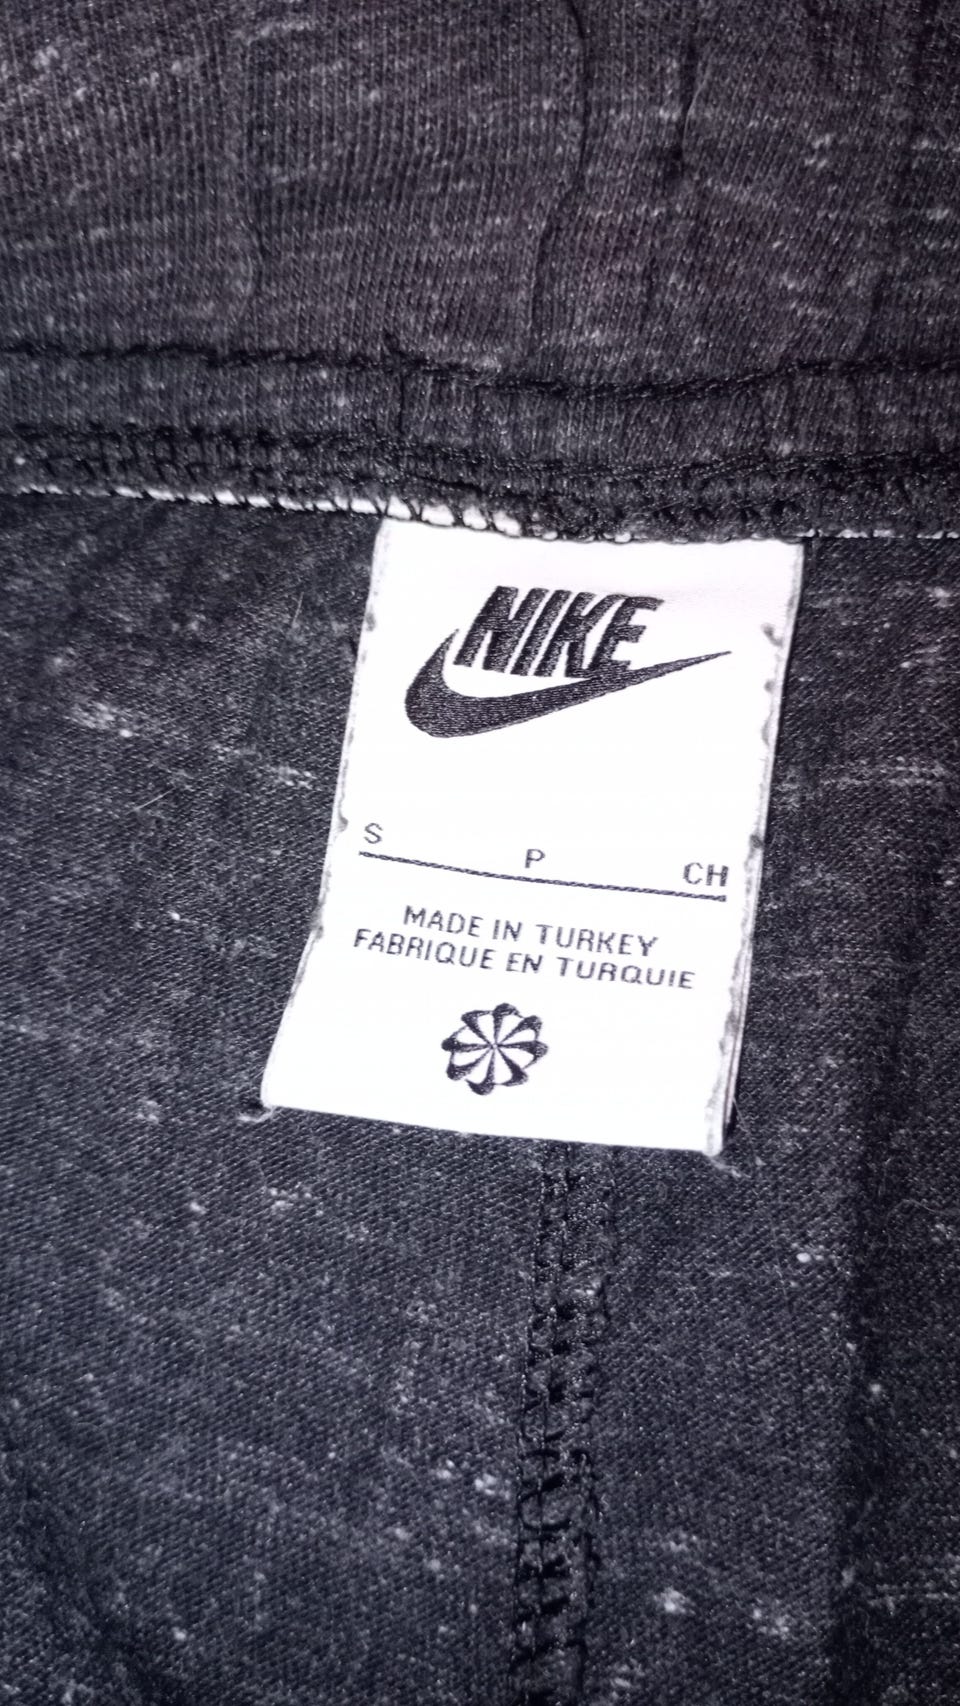 NIKE
S P CH
MADE IN TURKEY
FABRIQUE EN TURQUIE